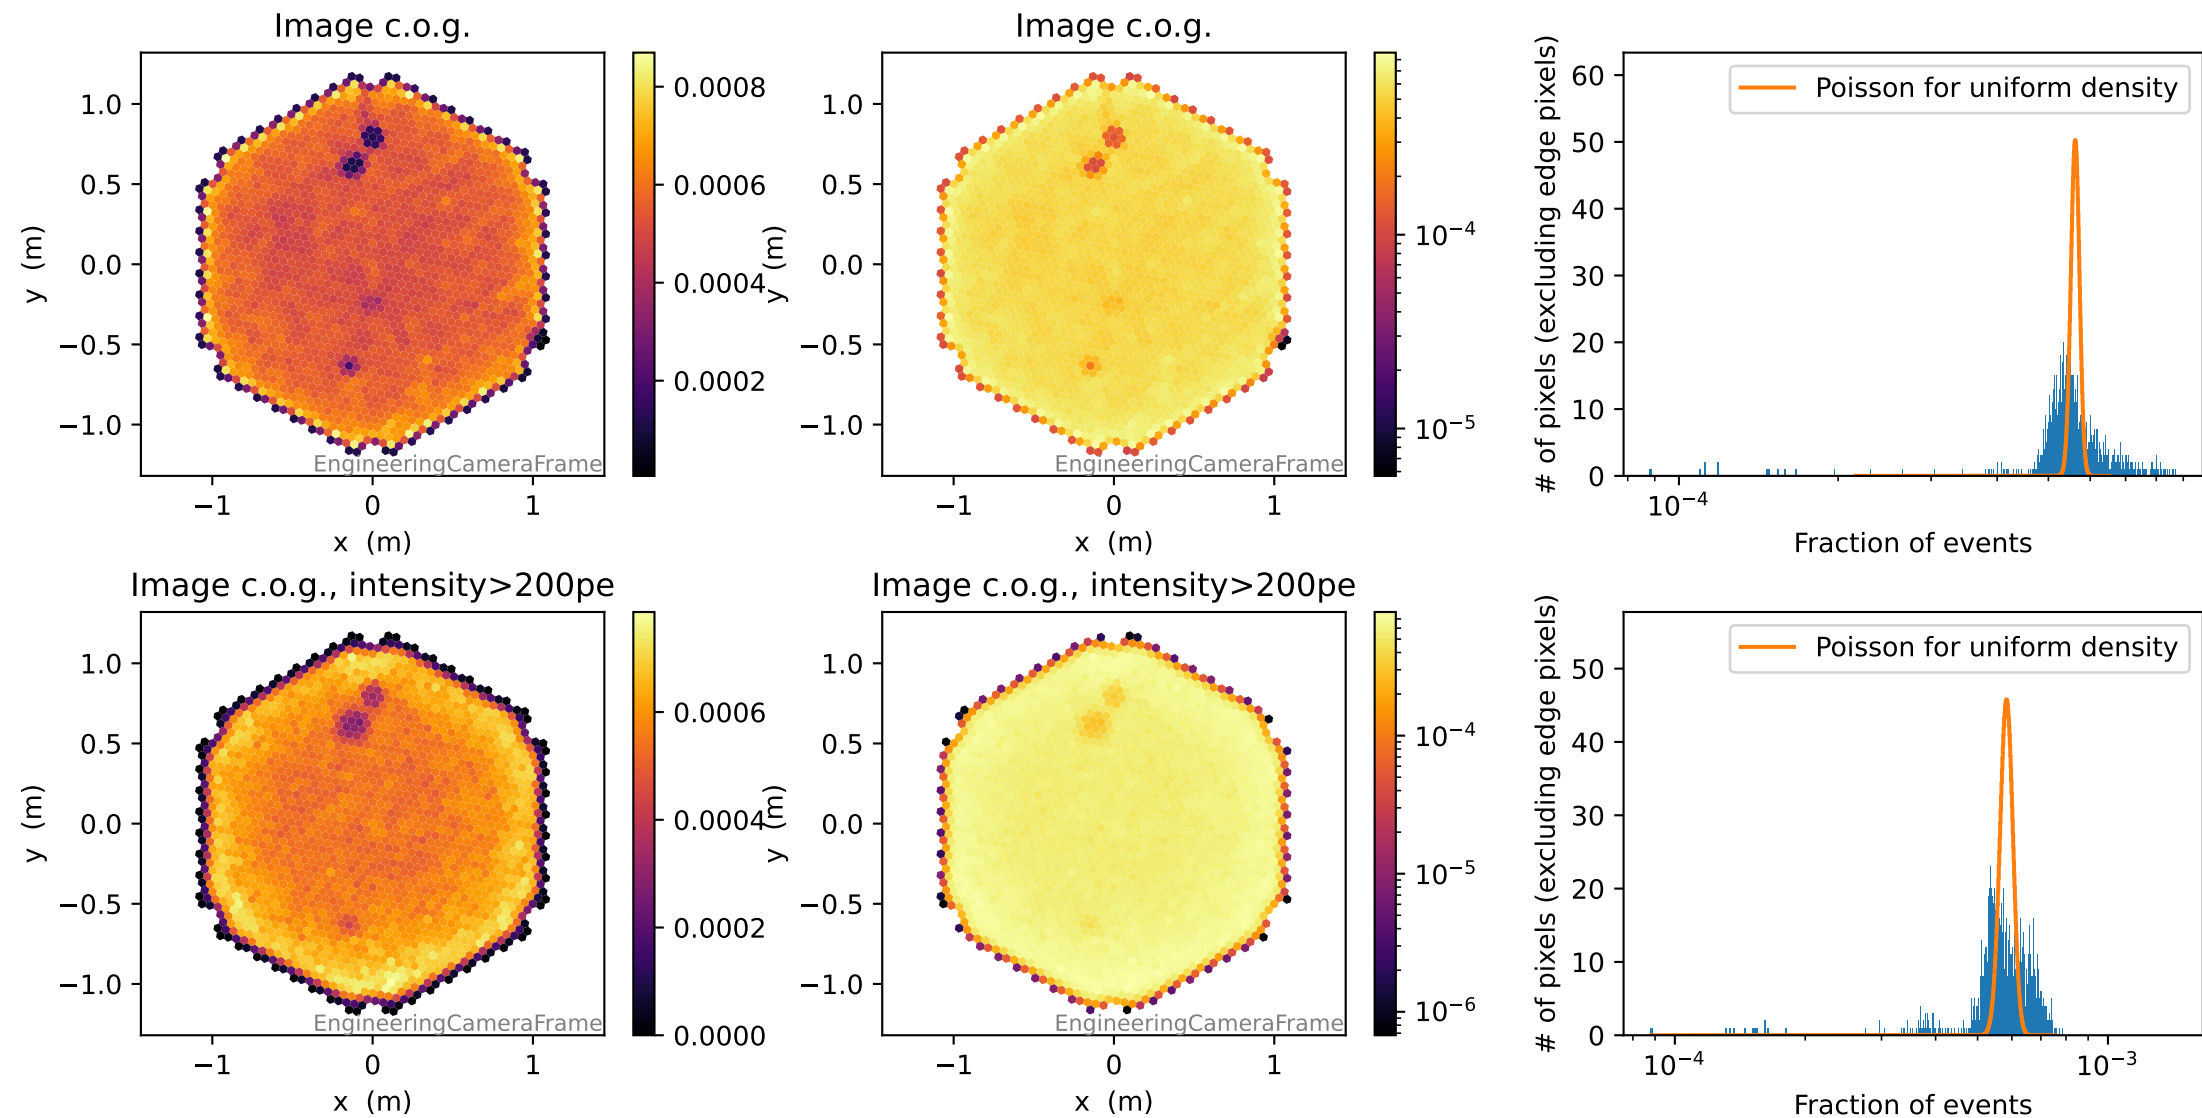 Image c.o.g.
1.0
0.5
0.0
−0.5
−1.0
y (m)
−1 0 1
x (m)
EngineeringCameraFrame
0.0008
0.0006
0.0004
0.0002
Image c.o.g.
1.0
0.5
0.0
−0.5
−1.0
y (m)
−1 0 1
x (m)
EngineeringCameraFrame
10⁻⁴
10⁻⁵
# of pixels (excluding edge pixels)
60
50
40
30
20
10
0
Poisson for uniform density
10⁻⁴
Fraction of events
Image c.o.g., intensity>200pe
1.0
0.5
0.0
−0.5
−1.0
y (m)
−1 0 1
x (m)
EngineeringCameraFrame
0.0006
0.0004
0.0002
0.0000
Image c.o.g., intensity>200pe
1.0
0.5
0.0
−0.5
−1.0
y (m)
−1 0 1
x (m)
EngineeringCameraFrame
10⁻⁴
10⁻⁵
10⁻⁶
# of pixels (excluding edge pixels)
50
40
30
20
10
0
Poisson for uniform density
10⁻⁴ 10⁻³
Fraction of events